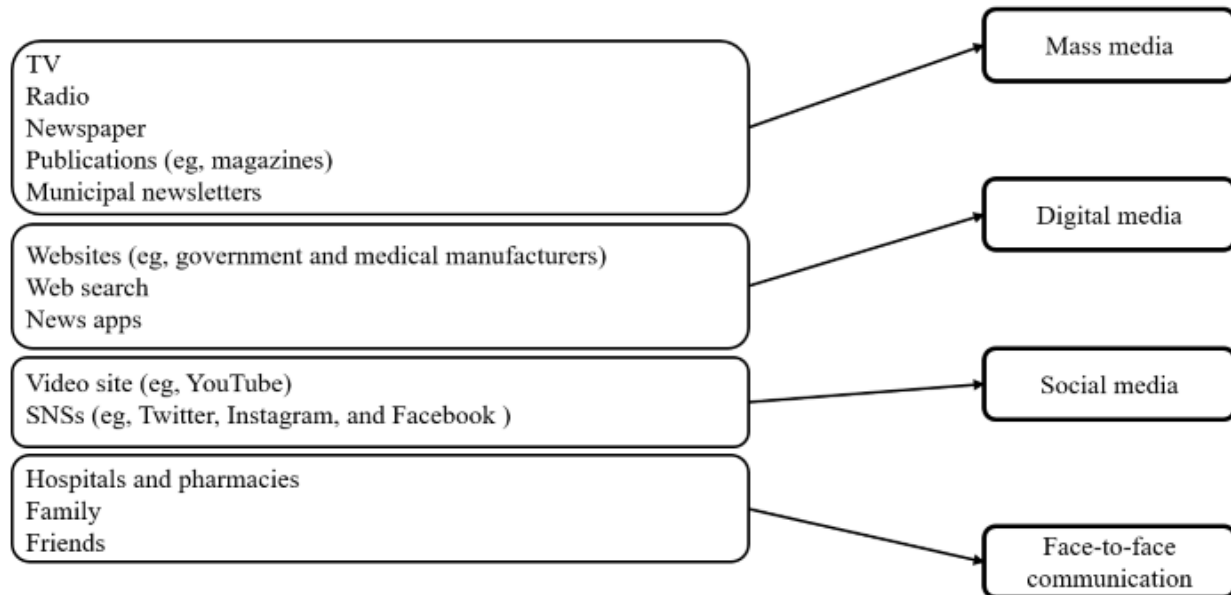 TV
Radio
Newspaper
Publications (eg, magazines)
Municipal newsletters
Mass media
Websites (eg, government and medical manufacturers)
Web search
News apps
Digital media
Video site (eg, YouTube)
SNSs (eg, Twitter, Instagram, and Facebook )
Social media
Hospitals and pharmacies
Family
Friends
Face-to-face
communication